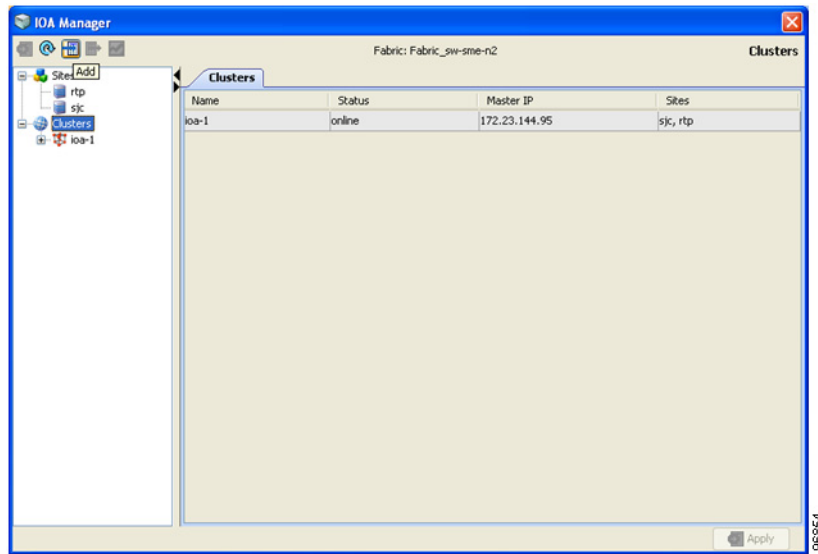 IOA Manager
Fabric: Fabric_sw-sme-n2
Clusters
Sites
Add
rtp
sjc
Clusters
ioa-1
Clusters
Name Status Master IP Sites
ioa-1 online 172.23.144.95 sjc, rtp
Apply